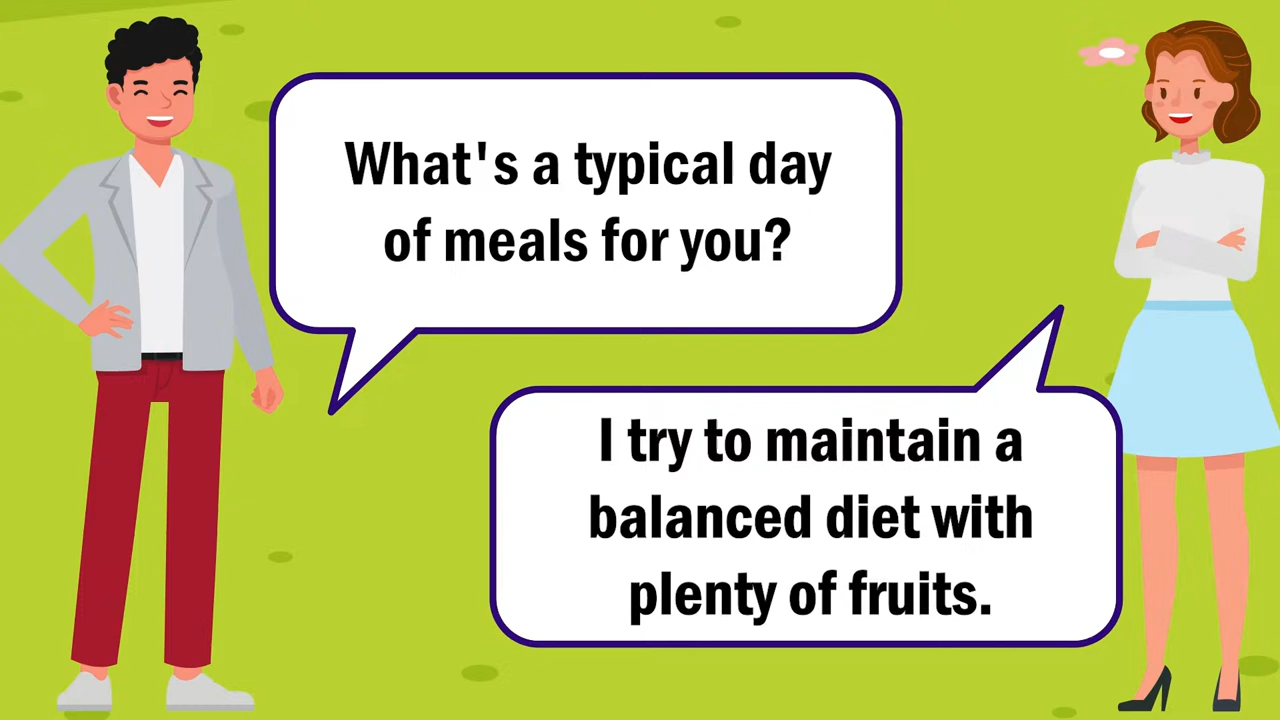 What's a typical day
of meals for you?
I try to maintain a
balanced diet with
plenty of fruits.